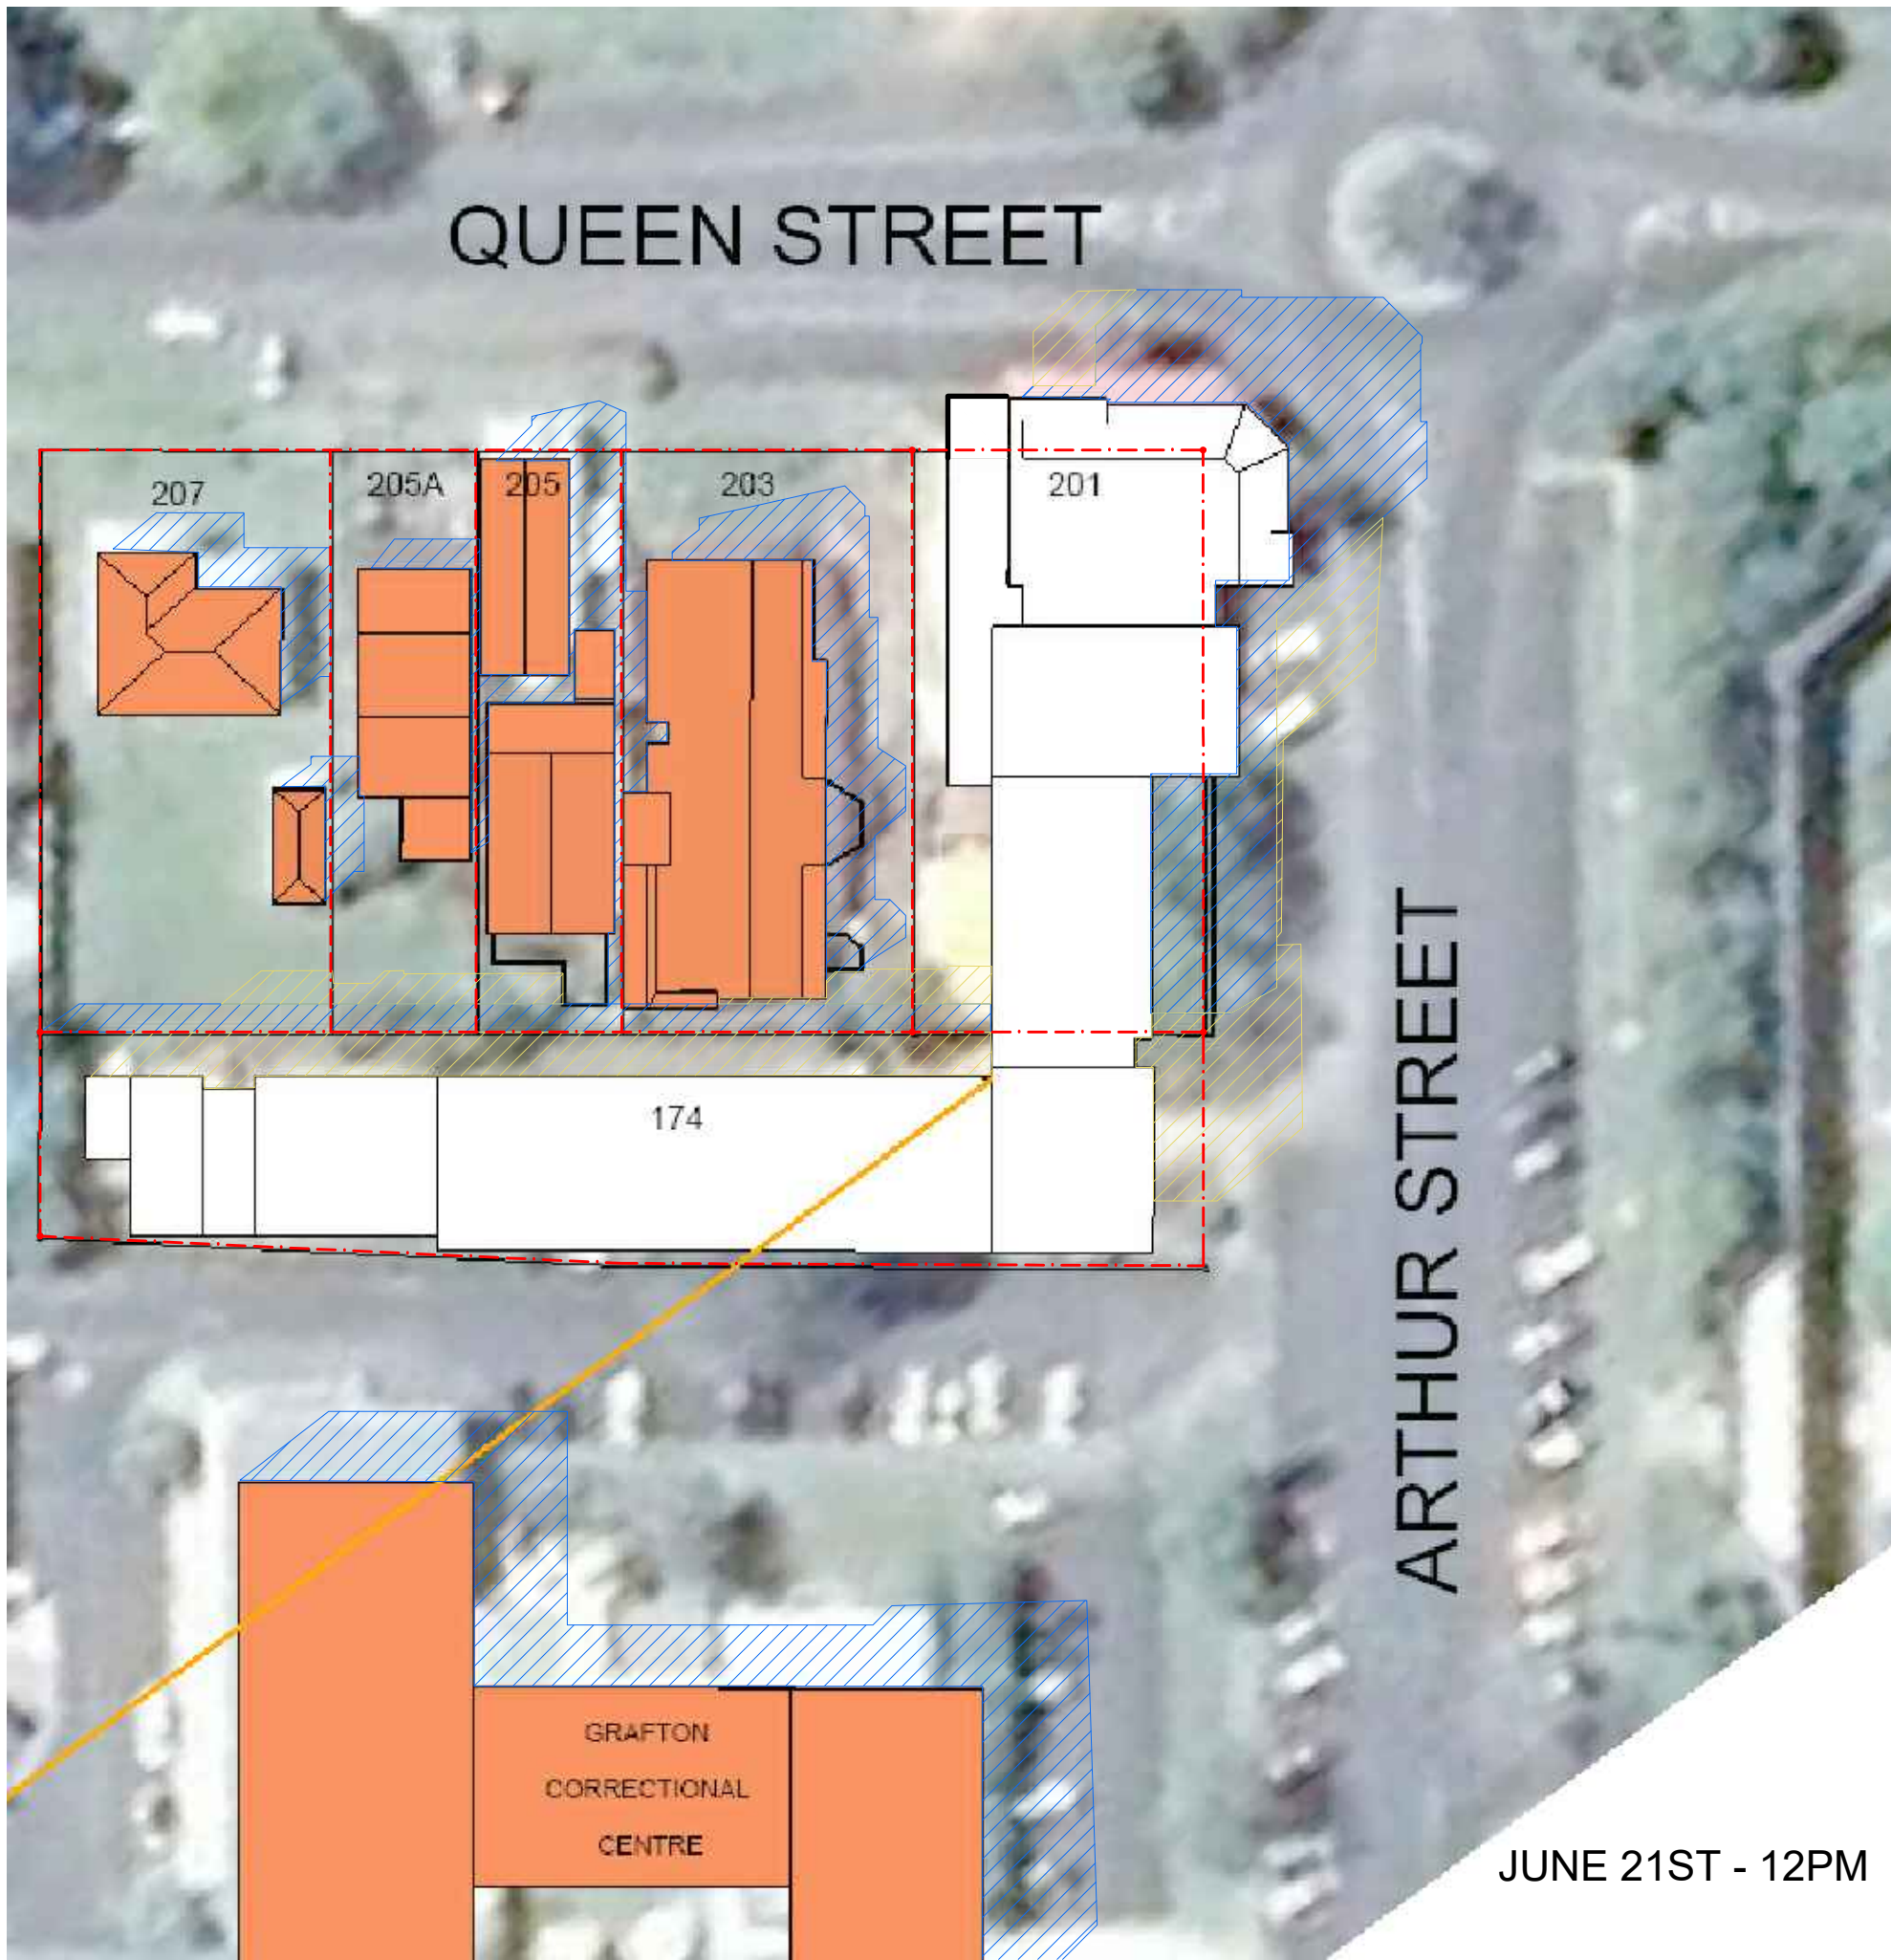 QUEEN STREET
207
205A
205
203
201
174
ARTHUR STREET
GRAFTON
CORRECTIONAL
CENTRE
JUNE 21ST - 12PM